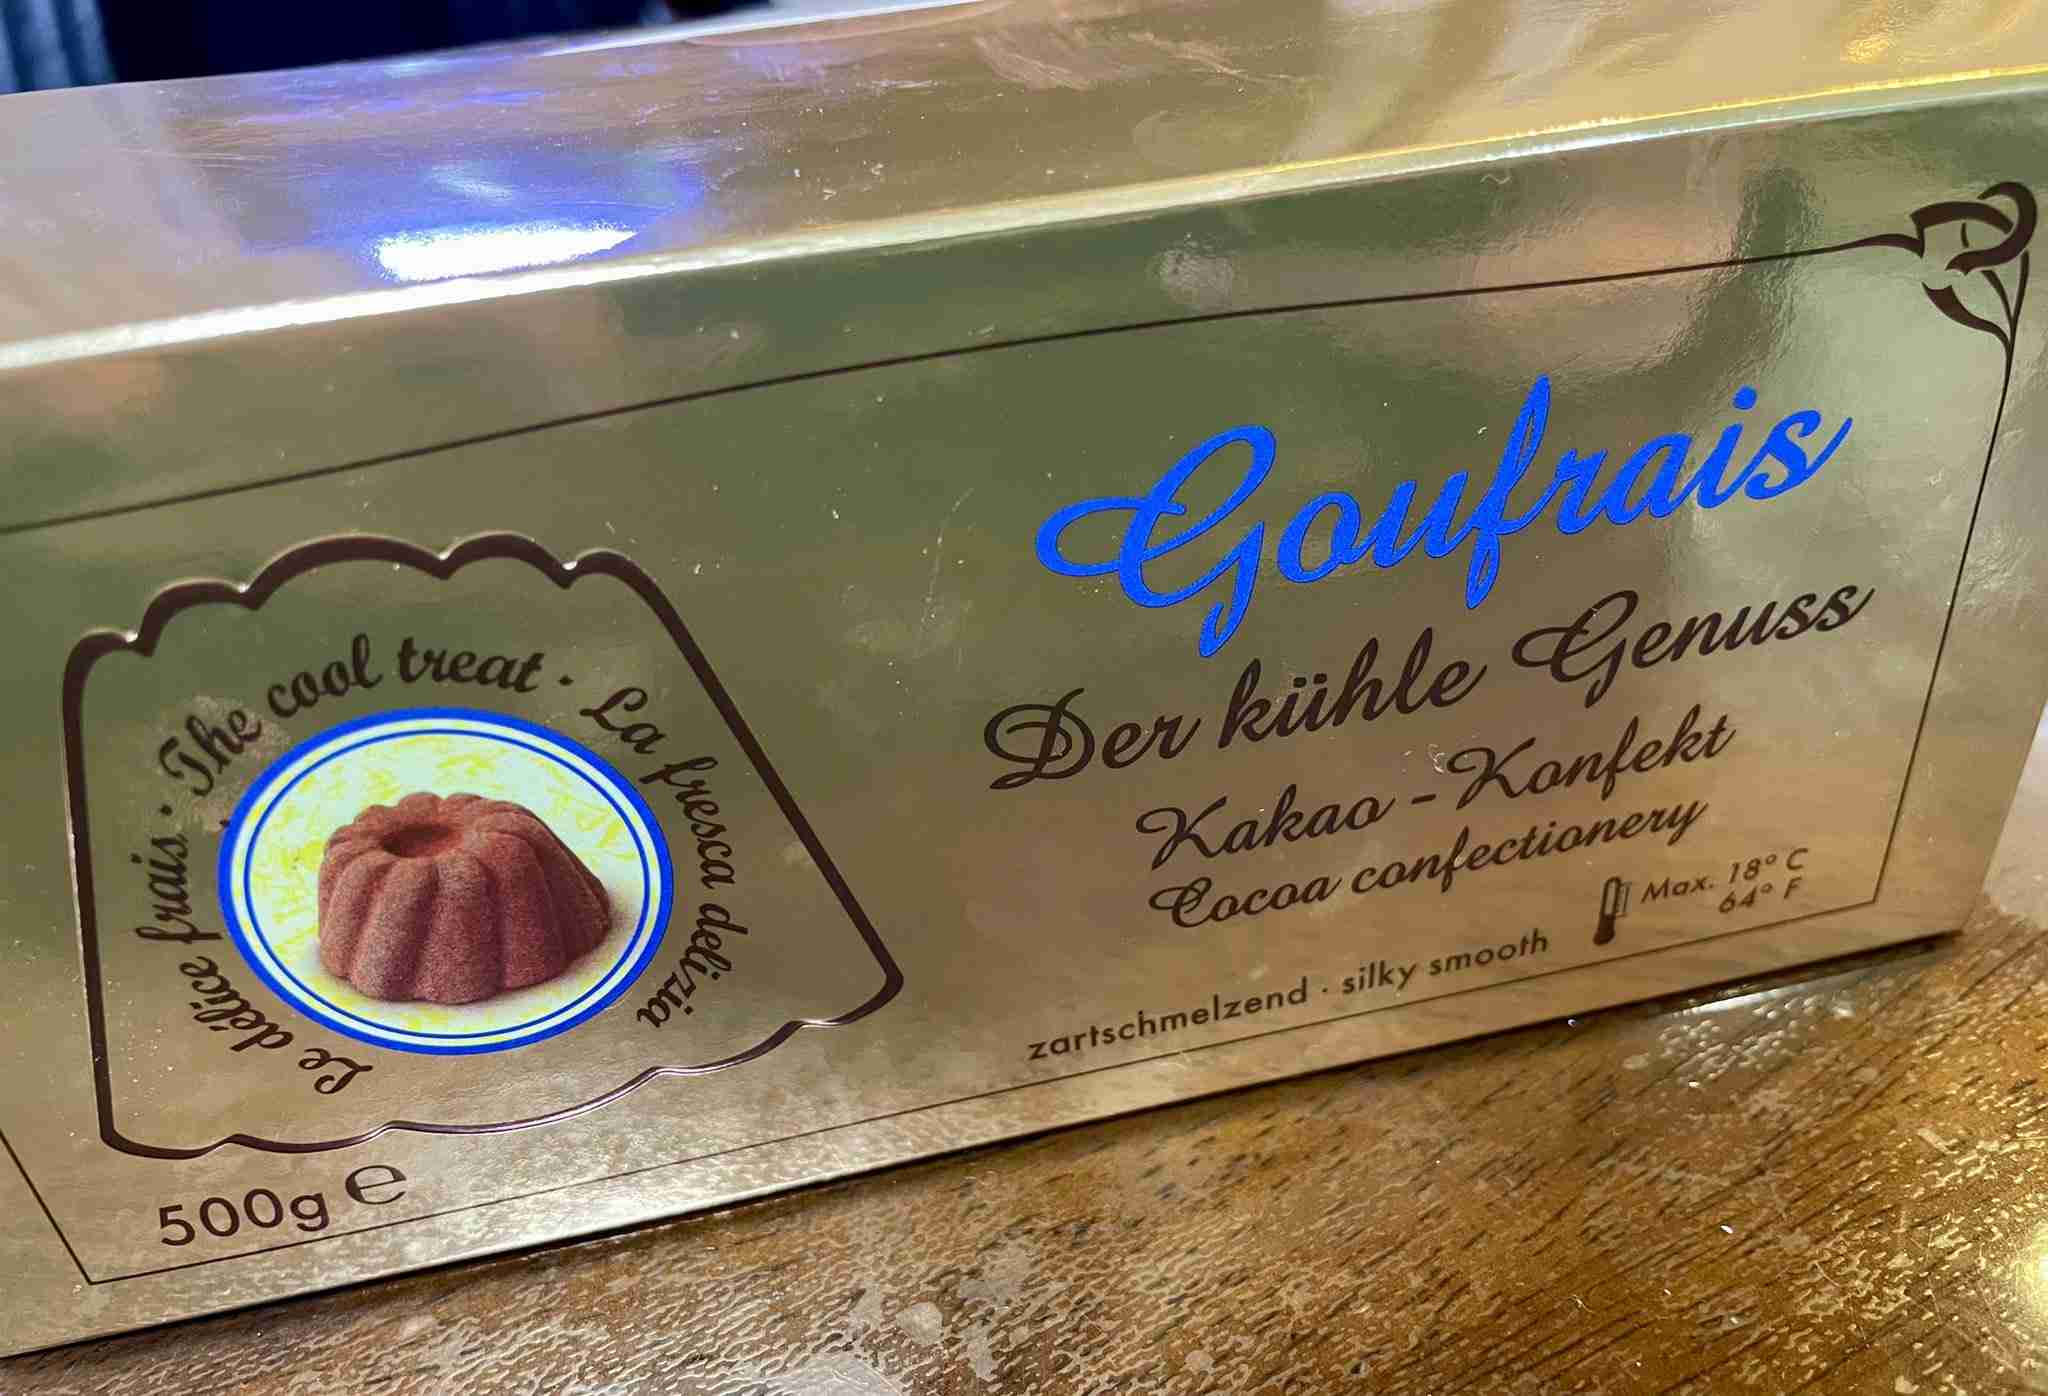 Le délice frais · The cool treat · La fresca delizia
500g ℮
Goufrais
Der kühle Genuss
Kakao - Konfekt
Cocoa confectionery
zartschmelzend · silky smooth
Max. 18° C
64° F